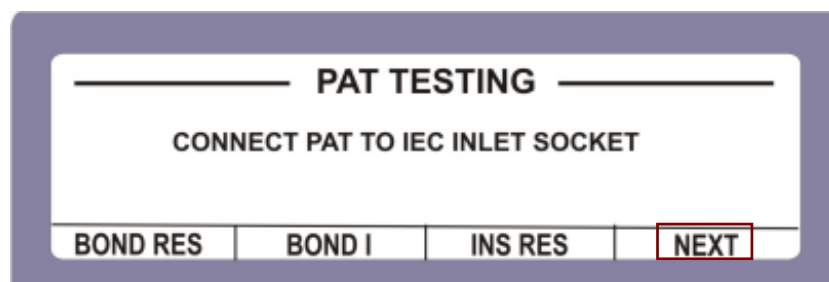 PAT TESTING
CONNECT PAT TO IEC INLET SOCKET
BOND RES BOND I INS RES NEXT